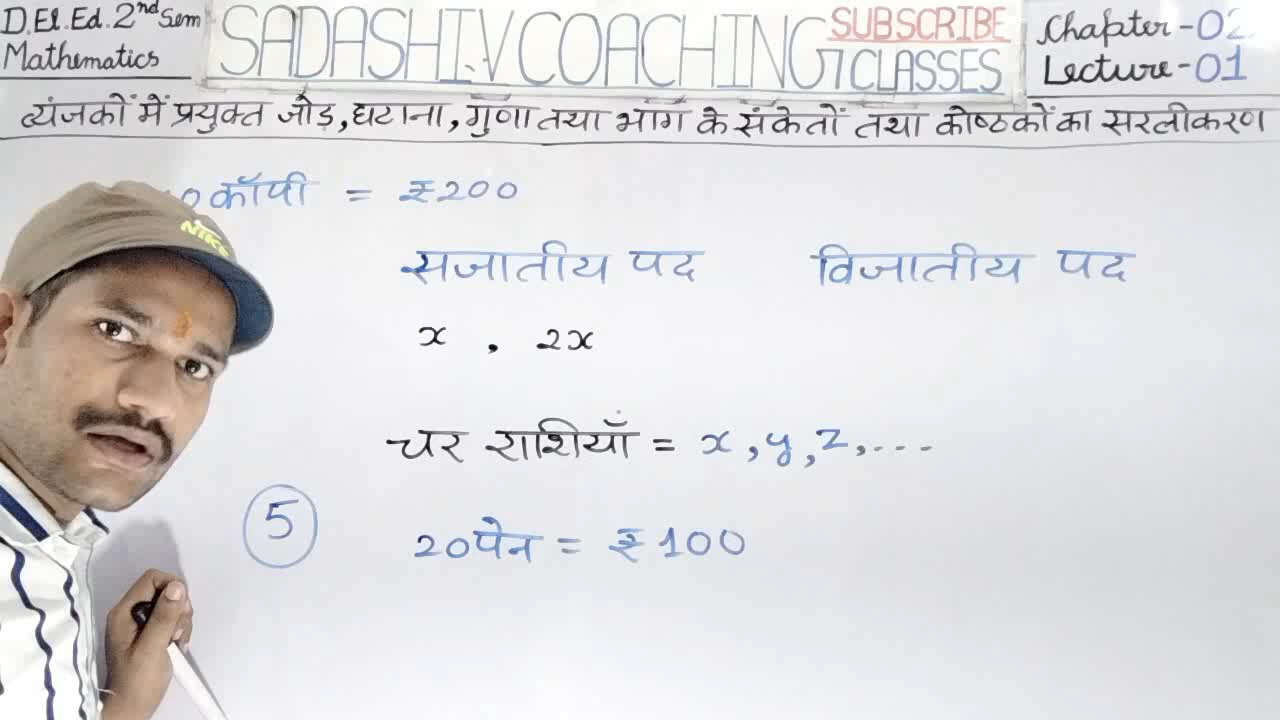 D.El.Ed. 2nd Sem
Mathematics
SADASHIV COACHING
SUBSCRIBE
CLASSES
Chapter-02
Lecture-01
व्यंजकों में प्रयुक्त जोड़, घटाना, गुणा तथा भाग के संकेतों तथा कोष्ठकों का सरलीकरण
कॉपी = ₹200
सजातीय पद विजातीय पद
x , 2x
चर राशियाँ = x, y, z, ....
5
20पेन = ₹100